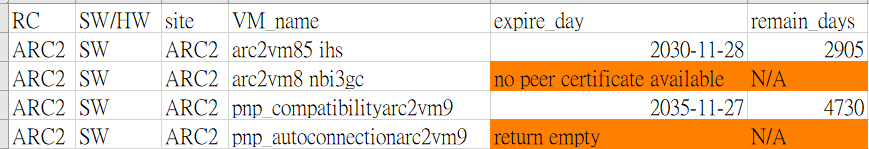 RC SW/HW site VM_name expire_day remain_days
ARC2 SW ARC2 arc2vm85 ihs 2030-11-28 2905
ARC2 SW ARC2 arc2vm8 nbi3gc no peer certificate available N/A
ARC2 SW ARC2 pnp_compatibilityarc2vm9 2035-11-27 4730
ARC2 SW ARC2 pnp_autoconnectionarc2vm9 return empty N/A